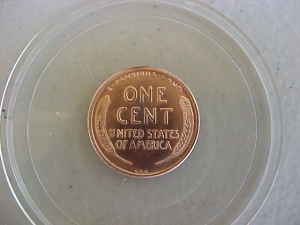 ONE
CENT
UNITED STATES
OF AMERICA